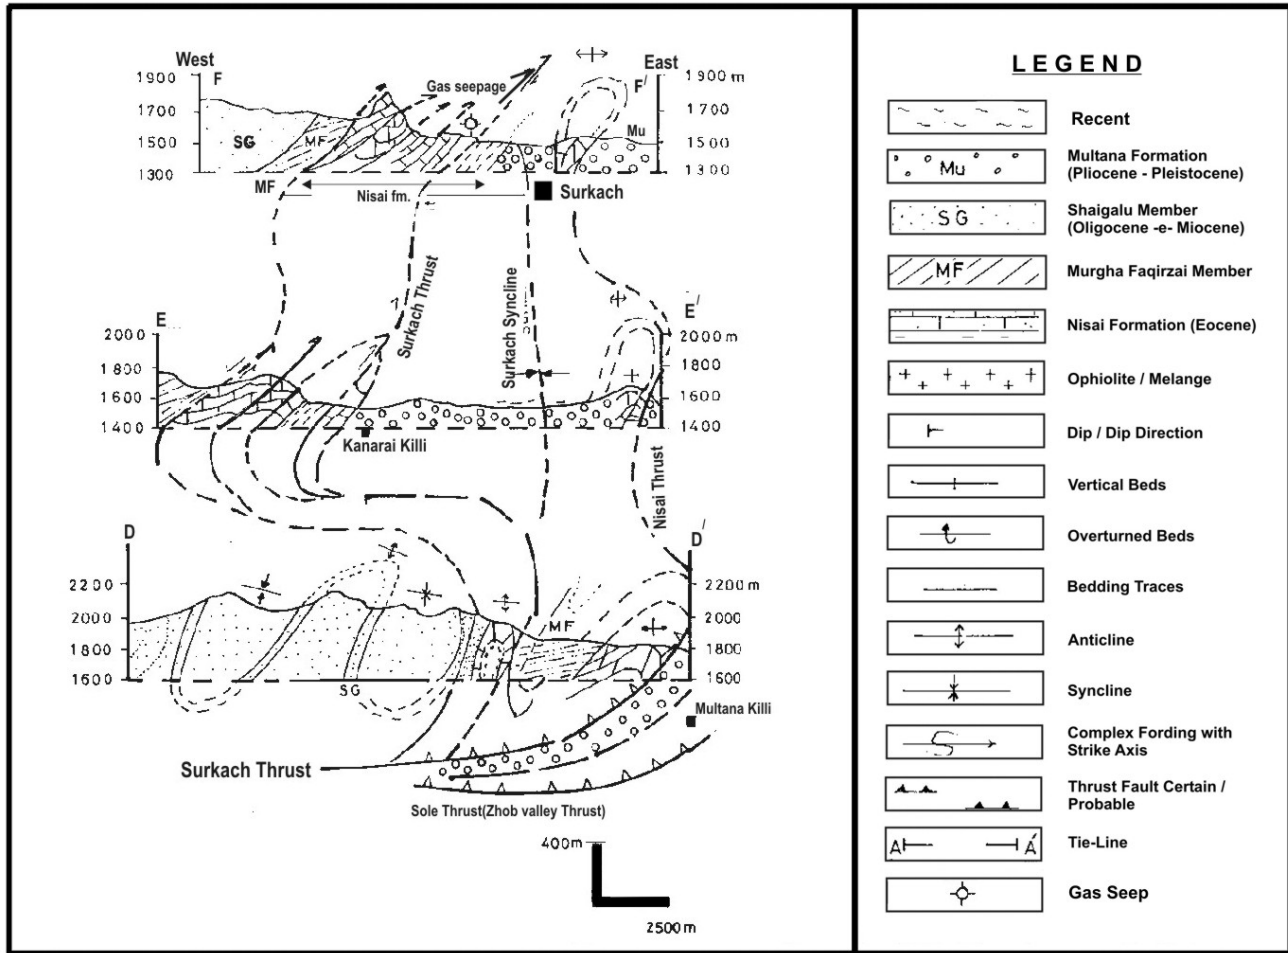 West
East
F
F'
1900
1700
1500
1300
1900 m
1700
1500
1300
Gas seepage
SG
MF
Mu
MF
Nisai fm.
Surkach
Surkach Thrust
Surkach Syncline
E
E'
2000
1800
1600
1400
2000 m
1800
1600
1400
Kanarai Killi
Nisai Thrust
D
D'
2200
2000
1800
1600
2200 m
2000
1800
1600
MF
SG
Multana Killi
Surkach Thrust
Sole Thrust(Zhob valley Thrust)
400m
2500 m
LEGEND
Recent
Mu
Multana Formation
(Pliocene - Pleistocene)
SG
Shaigalu Member
(Oligocene -e- Miocene)
MF
Murgha Faqirzai Member
Nisai Formation (Eocene)
Ophiolite / Melange
Dip / Dip Direction
Vertical Beds
Overturned Beds
Bedding Traces
Anticline
Syncline
Complex Fording with
Strike Axis
Thrust Fault Certain /
Probable
A A'
Tie-Line
Gas Seep